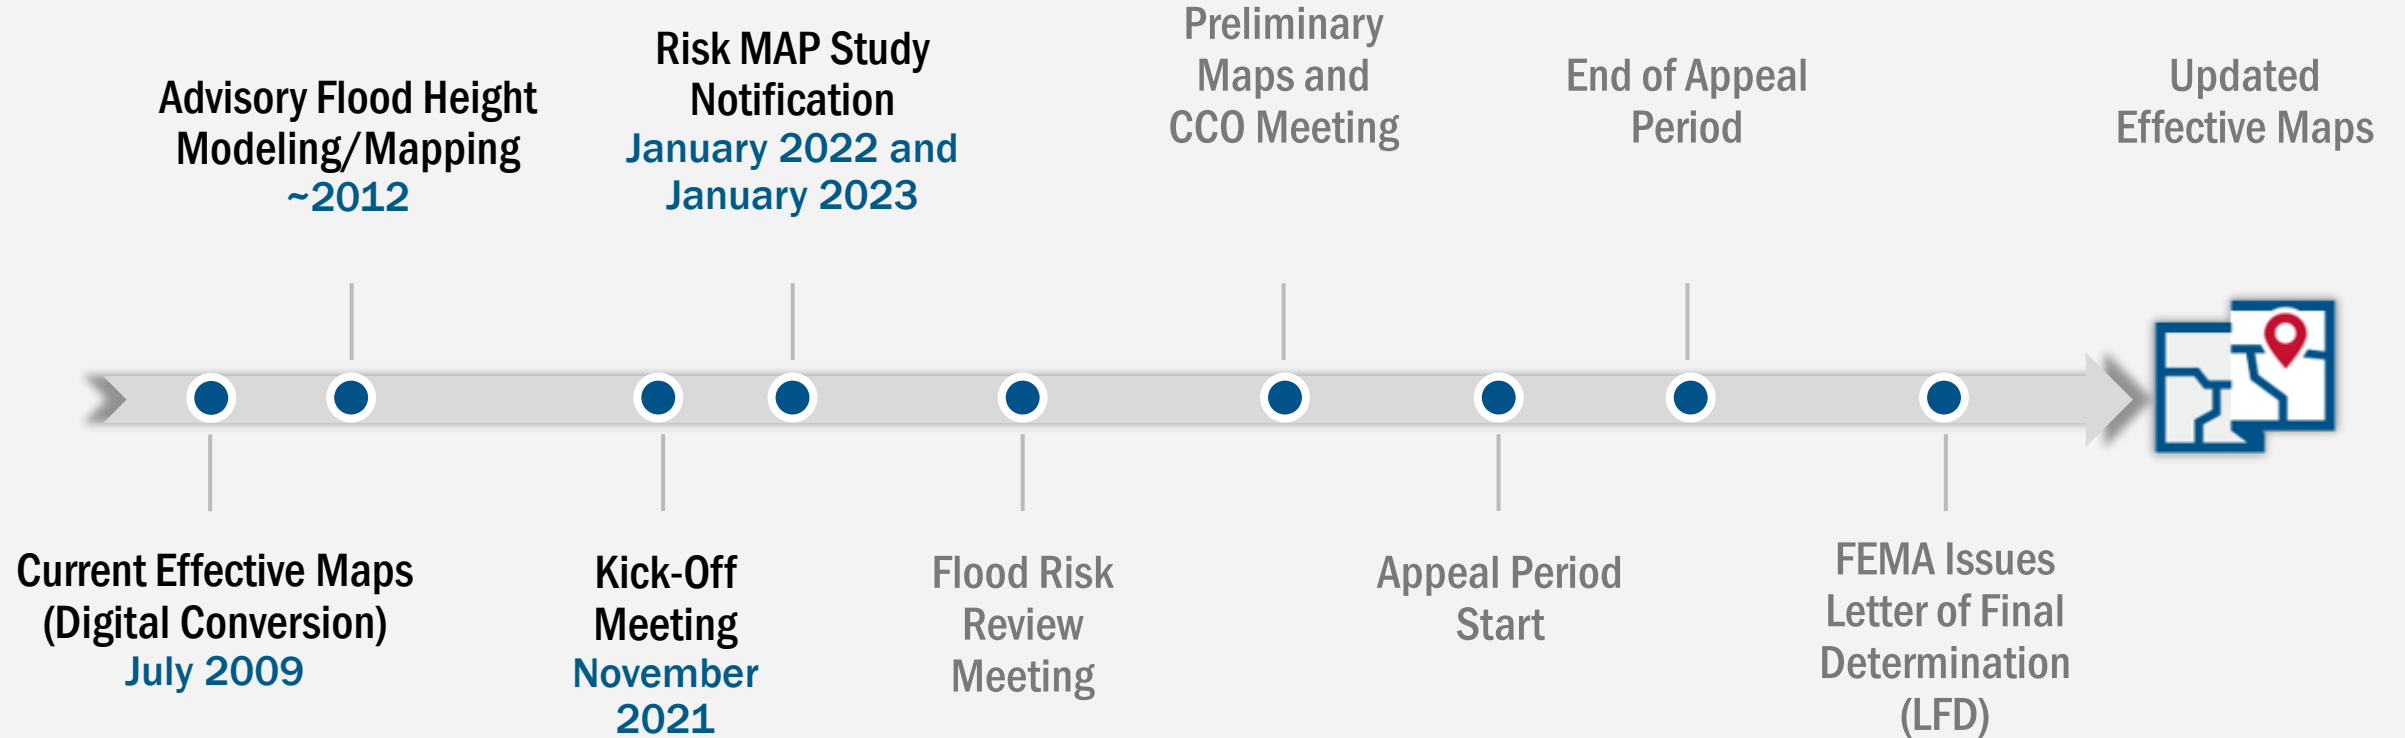 Advisory Flood Height
Modeling/Mapping
~2012
Risk MAP Study
Notification
January 2022 and
January 2023
Preliminary
Maps and
CCO Meeting
End of Appeal
Period
Updated
Effective Maps
Current Effective Maps
(Digital Conversion)
July 2009
Kick-Off
Meeting
November
2021
Flood Risk
Review
Meeting
Appeal Period
Start
FEMA Issues
Letter of Final
Determination
(LFD)